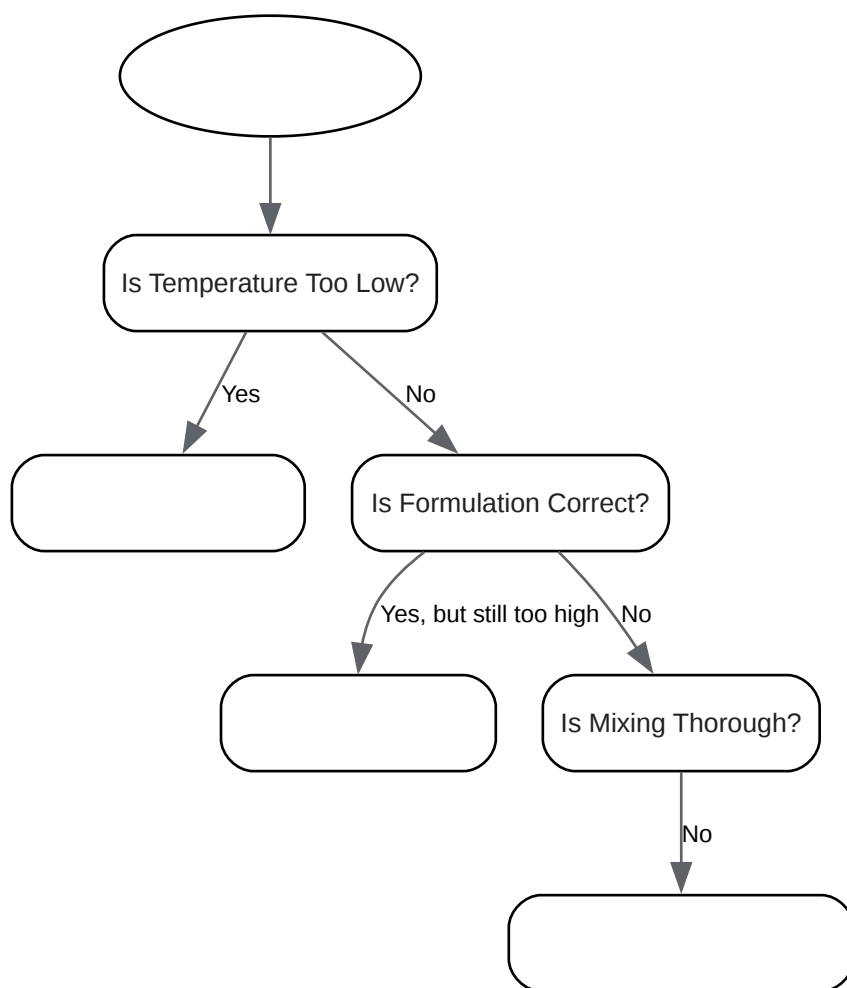 Is Temperature Too Low?
Yes
No
Is Formulation Correct?
Yes, but still too high
No
Is Mixing Thorough?
No